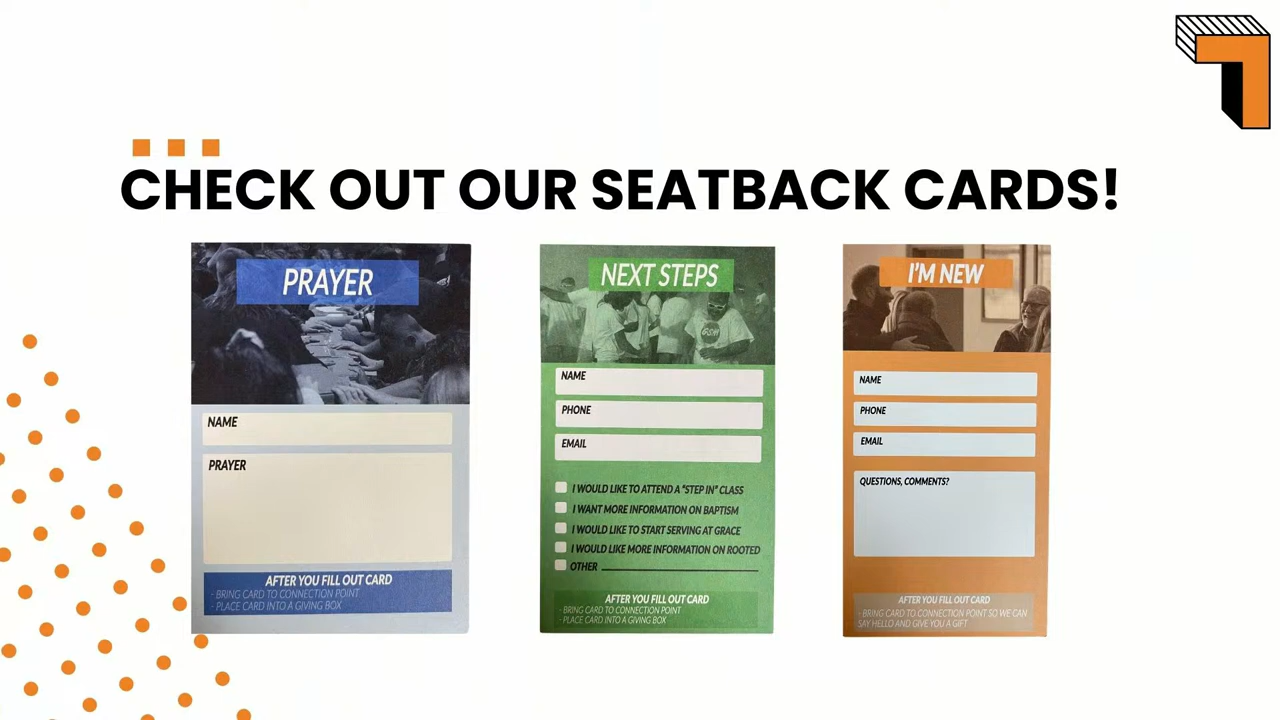 CHECK OUT OUR SEATBACK CARDS!
PRAYER
NAME
PRAYER
AFTER YOU FILL OUT CARD
- BRING CARD TO CONNECTION POINT
- PLACE CARD INTO A GIVING BOX
NEXT STEPS
GSM
NAME
PHONE
EMAIL
I WOULD LIKE TO ATTEND A "STEP IN" CLASS
I WANT MORE INFORMATION ON BAPTISM
I WOULD LIKE TO START SERVING AT GRACE
I WOULD LIKE MORE INFORMATION ON ROOTED
OTHER
AFTER YOU FILL OUT CARD
- BRING CARD TO CONNECTION POINT
- PLACE CARD INTO A GIVING BOX
I'M NEW
NAME
PHONE
EMAIL
QUESTIONS, COMMENTS?
AFTER YOU FILL OUT CARD
- BRING CARD TO CONNECTION POINT SO WE CAN
SAY HELLO AND GIVE YOU A GIFT